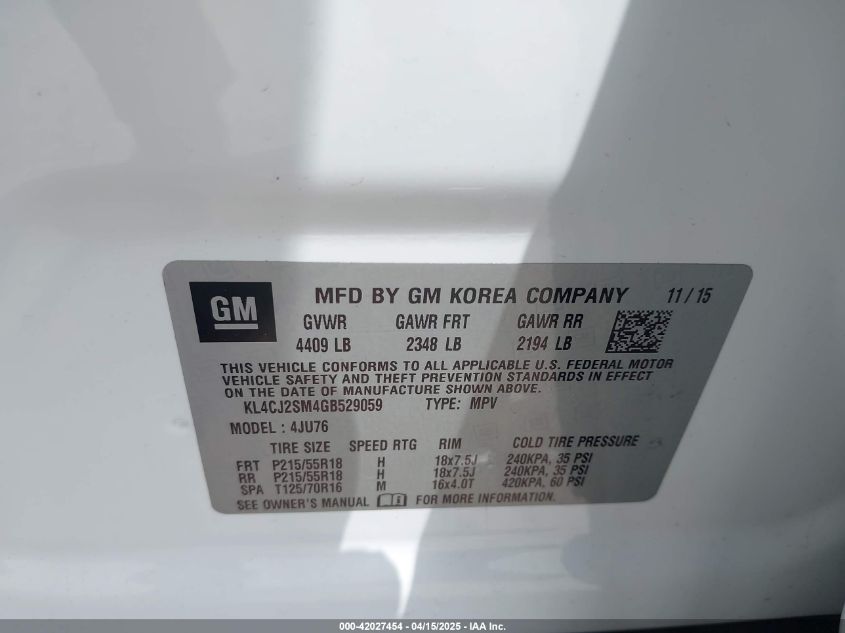 GM
MFD BY GM KOREA COMPANY 11/15
GVWR GAWR FRT GAWR RR
4409 LB 2348 LB 2194 LB
THIS VEHICLE CONFORMS TO ALL APPLICABLE U.S. FEDERAL MOTOR
VEHICLE SAFETY AND THEFT PREVENTION STANDARDS IN EFFECT
ON THE DATE OF MANUFACTURE SHOWN ABOVE.
KL4CJ2SM4GB529059 TYPE: MPV
MODEL : 4JU76
TIRE SIZE SPEED RTG RIM COLD TIRE PRESSURE
FRT P215/55R18 H 18x7.5J 240KPA, 35 PSI
RR P215/55R18 H 18x7.5J 240KPA, 35 PSI
SPA T125/70R16 M 16x4.0T 420KPA, 60 PSI
SEE OWNER'S MANUAL FOR MORE INFORMATION.
000-42027454 - 04/15/2025 - IAA Inc.